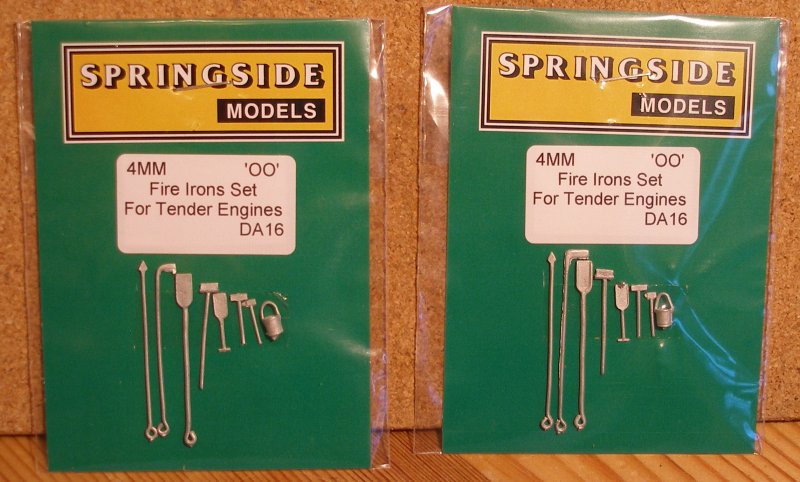 SPRINGSIDE
MODELS
4MM 'OO'
Fire Irons Set
For Tender Engines
DA16
SPRINGSIDE
MODELS
4MM 'OO'
Fire Irons Set
For Tender Engines
DA16